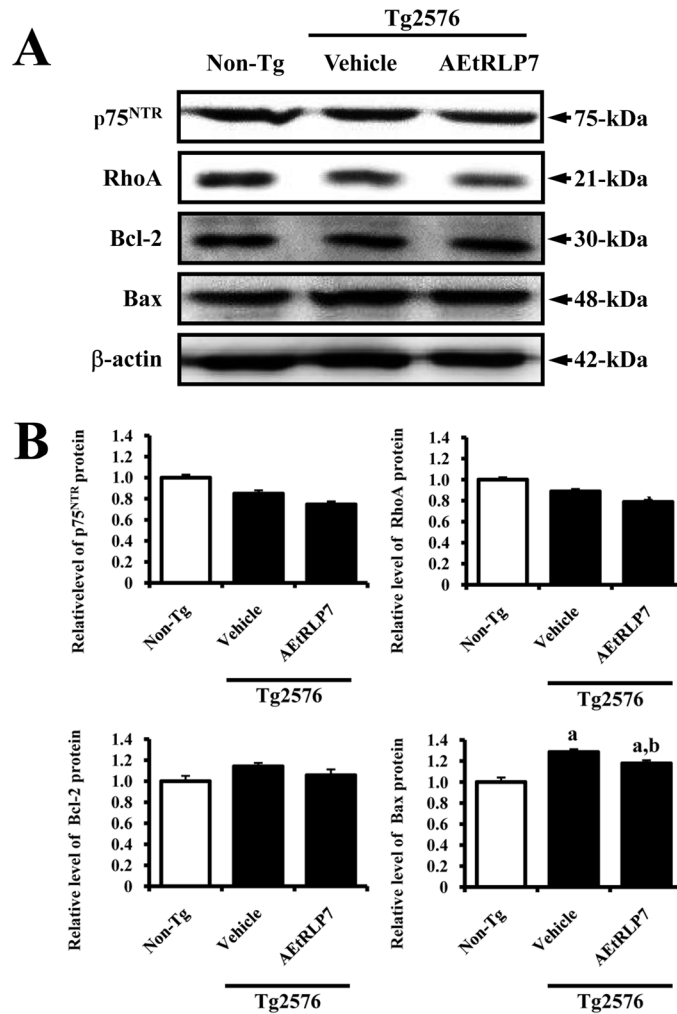 A
Tg2576
Non-Tg Vehicle AEtRLP7
p75NTR 75-kDa
RhoA 21-kDa
Bcl-2 30-kDa
Bax 48-kDa
β-actin 42-kDa
B
Relativelevel of p75NTR protein
1.4
1.2
1.0
0.8
0.6
0.4
0.2
0
Non-Tg
Vehicle
AEtRLP7
Tg2576
Relative level of RhoA protein
1.4
1.2
1.0
0.8
0.6
0.4
0.2
0
Non-Tg
Vehicle
AEtRLP7
Tg2576
Relative level of Bcl-2 protein
1.4
1.2
1.0
0.8
0.6
0.4
0.2
0
Non-Tg
Vehicle
AEtRLP7
Tg2576
Relative level of Bax protein
1.4
1.2
1.0
0.8
0.6
0.4
0.2
0
a
a,b
Non-Tg
Vehicle
AEtRLP7
Tg2576